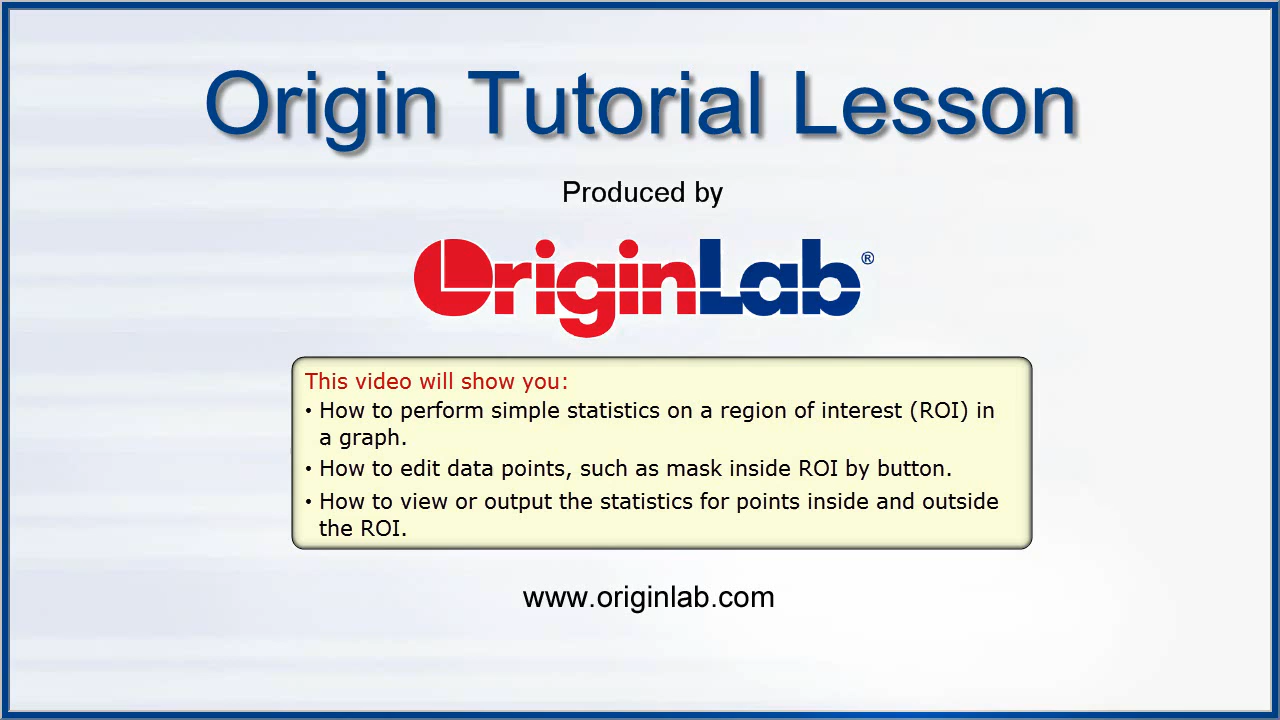 Origin Tutorial Lesson
Produced by
OriginLab®
This video will show you:
• How to perform simple statistics on a region of interest (ROI) in
a graph.
• How to edit data points, such as mask inside ROI by button.
• How to view or output the statistics for points inside and outside
the ROI.
www.originlab.com